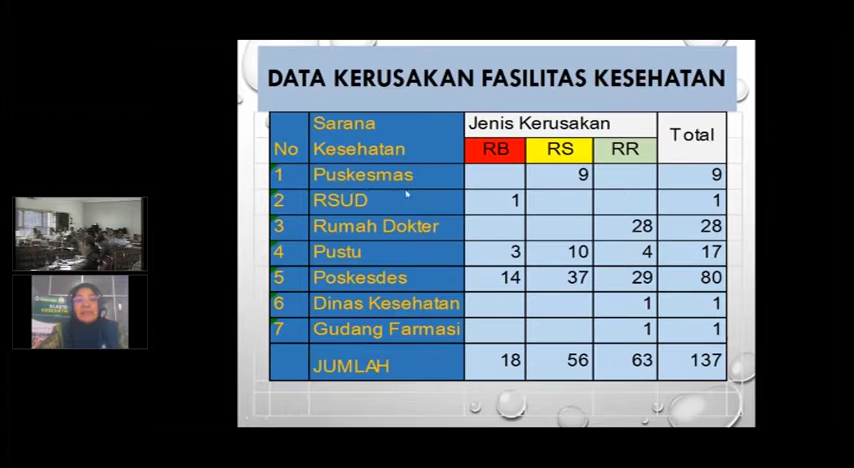 DATA KERUSAKAN FASILITAS KESEHATAN
No Sarana Kesehatan Jenis Kerusakan Total
RB RS RR
1 Puskesmas 9 9
2 RSUD 1 1
3 Rumah Dokter 28 28
4 Pustu 3 10 4 17
5 Poskesdes 14 37 29 80
6 Dinas Kesehatan 1 1
7 Gudang Farmasi 1 1
JUMLAH 18 56 63 137